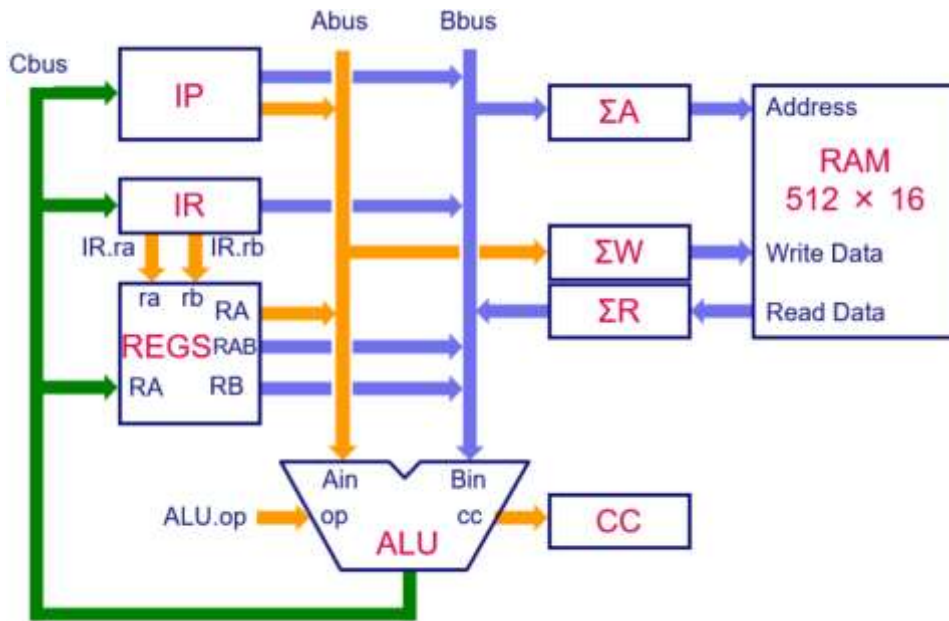 Abus Bbus
Cbus
IP
ΣA
Address
RAM
512 × 16
IR
IR.ra IR.rb
ΣW
Write Data
ra rb
RA
ΣR
Read Data
REGS RAB
RA RB
Ain Bin
ALU.op
op cc
CC
ALU